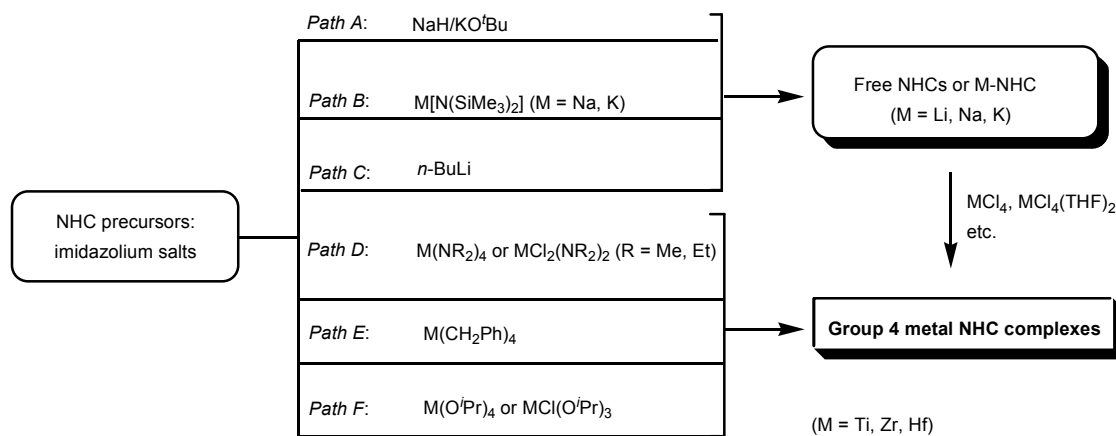 Path A: NaH/KOᵗBu
Path B: M[N(SiMe₃)₂] (M = Na, K)
Path C: n-BuLi
Free NHCs or M-NHC
(M = Li, Na, K)
NHC precursors:
imidazolium salts
MCl₄, MCl₄(THF)₂
etc.
Path D: M(NR₂)₄ or MCl₂(NR₂)₂ (R = Me, Et)
Path E: M(CH₂Ph)₄
Group 4 metal NHC complexes
Path F: M(OⁱPr)₄ or MCl(OⁱPr)₃
(M = Ti, Zr, Hf)